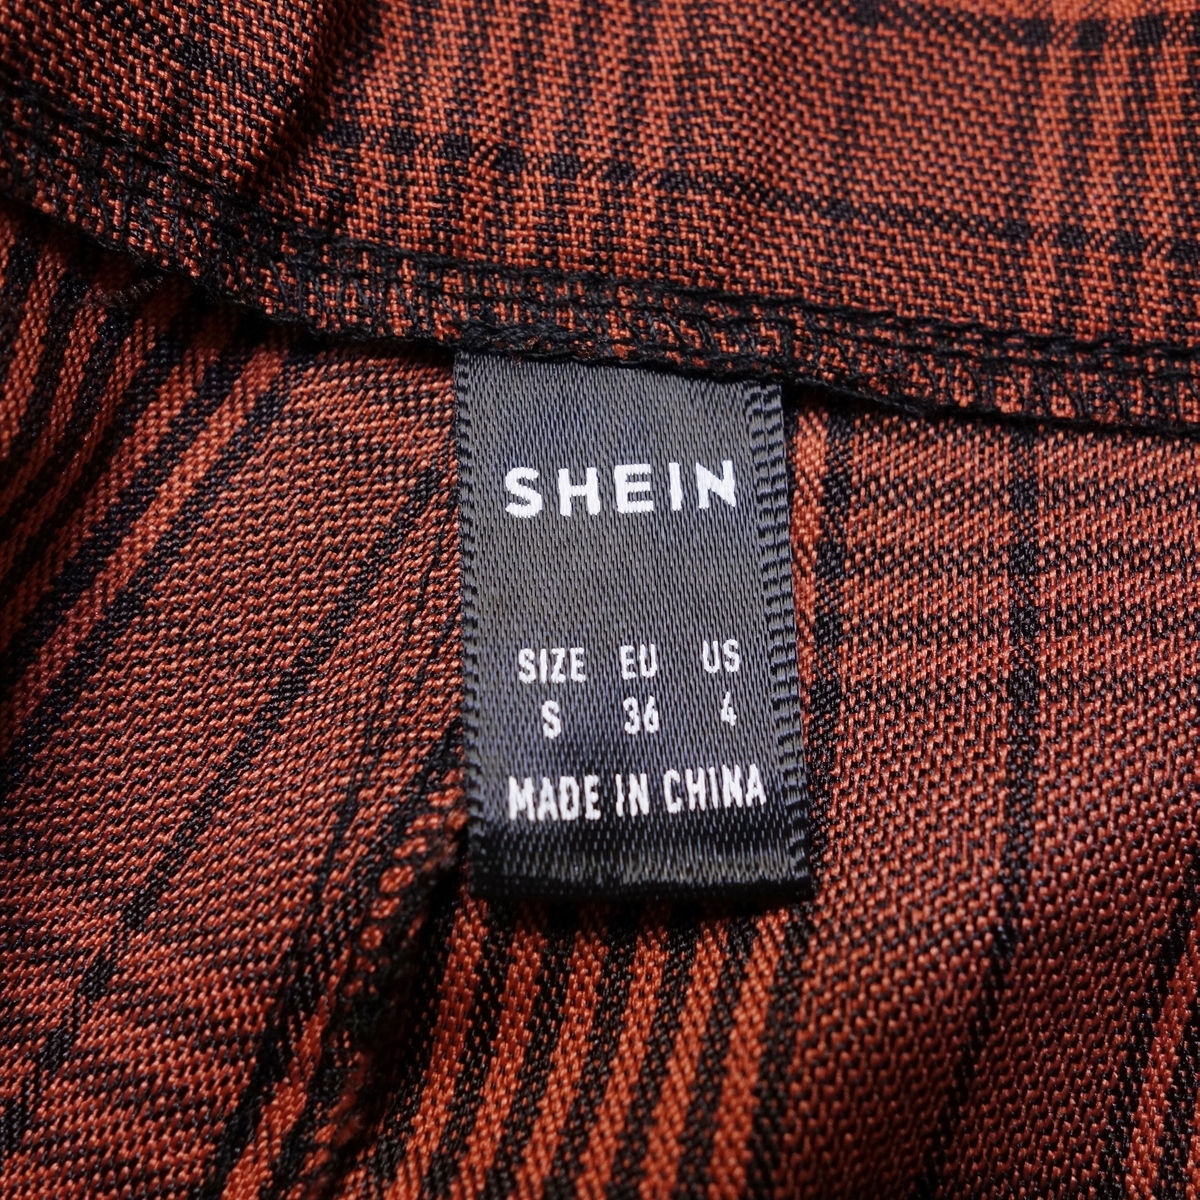 SHEIN
SIZE EU US
S 36 4
MADE IN CHINA